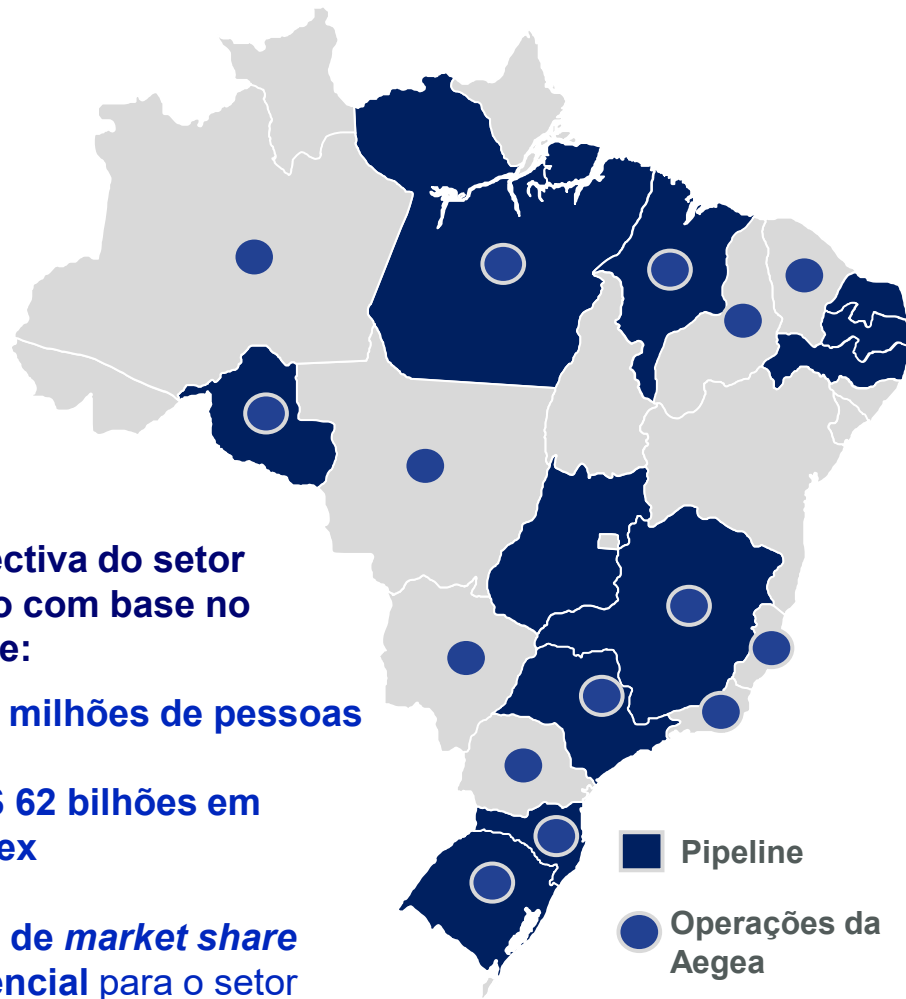 ectiva do setor
o com base no
e:
milhões de pessoas
62 bilhões em
ex
de market share
encial para o setor
Pipeline
Operações da
Aegea